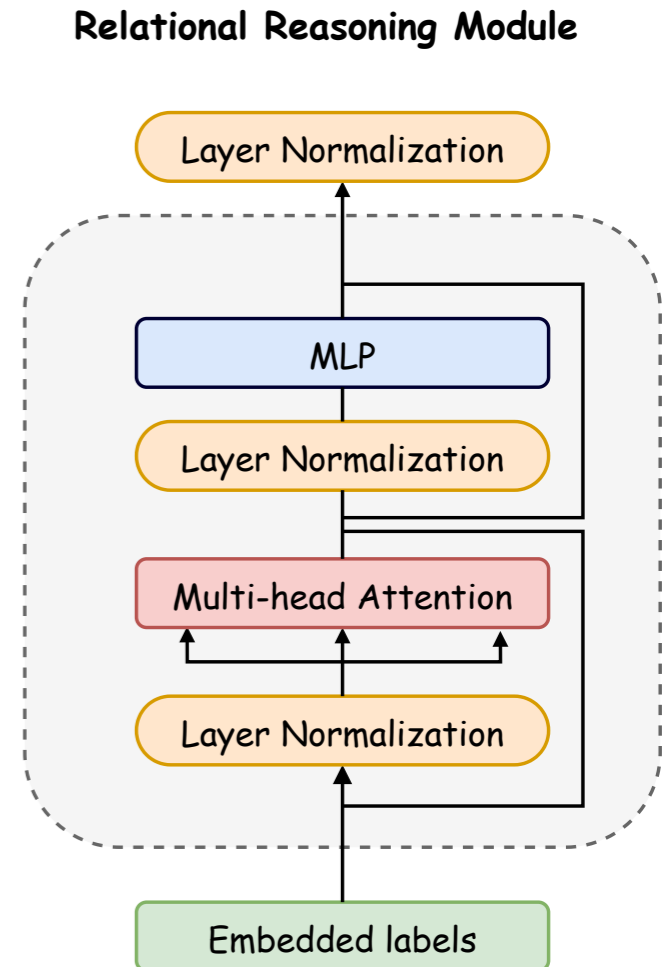 Relational Reasoning Module
Layer Normalization
MLP
Layer Normalization
Multi-head Attention
Layer Normalization
Embedded labels